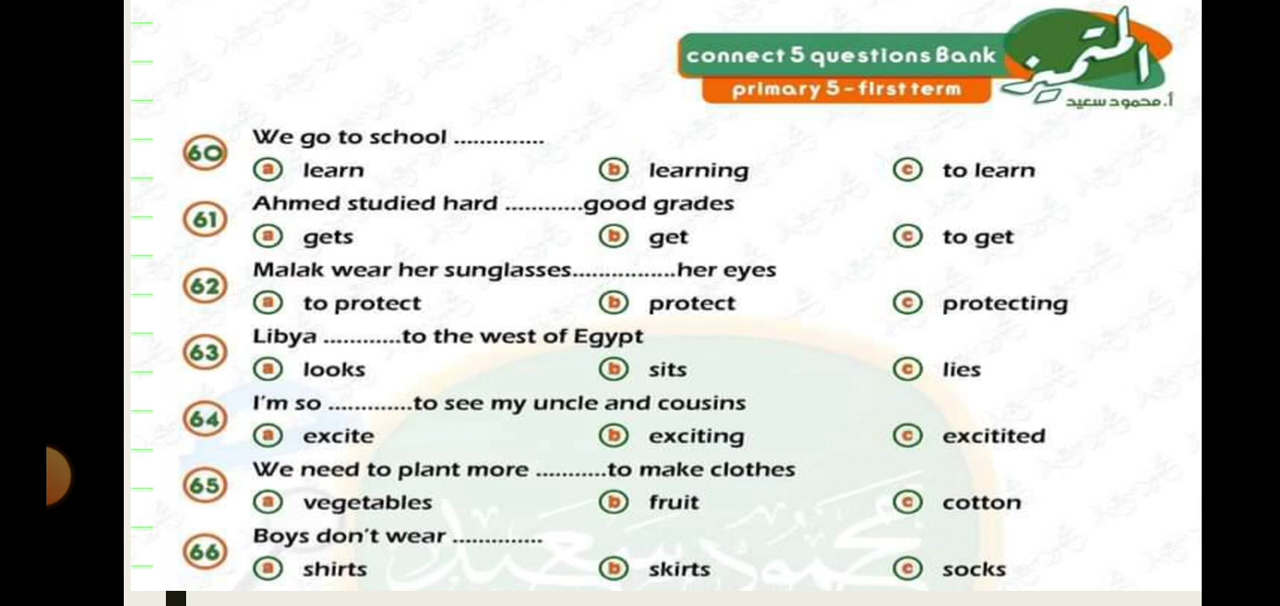 connect 5 questions Bank
primary 5 - first term
المتميز
أ. محمود سعيد
60 We go to school ..............
a learn b learning c to learn
61 Ahmed studied hard ............good grades
a gets b get c to get
62 Malak wear her sunglasses................her eyes
a to protect b protect c protecting
63 Libya ............to the west of Egypt
a looks b sits c lies
64 I'm so .............to see my uncle and cousins
a excite b exciting c excitited
65 We need to plant more ...........to make clothes
a vegetables b fruit c cotton
66 Boys don't wear ..............
a shirts b skirts c socks
محمود سعيد